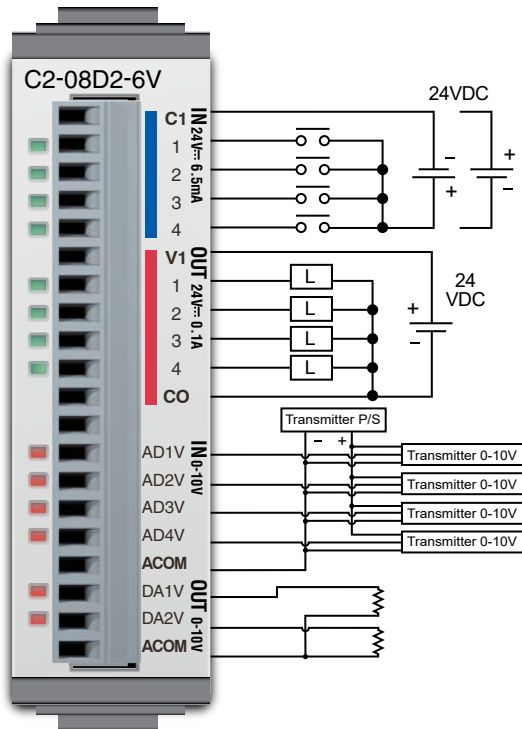 C2-08D2-6V
C1
1
2
3
4
IN 24V⎓ 6.5mA
V1
1
2
3
4
CO
OUT 24V⎓ 0.1A
AD1V
AD2V
AD3V
AD4V
ACOM
IN 0-10V
DA1V
DA2V
ACOM
OUT 0-10V
24VDC
-
+
+
-
L
L
L
L
24
VDC
+
-
Transmitter P/S
- +
Transmitter 0-10V
Transmitter 0-10V
Transmitter 0-10V
Transmitter 0-10V